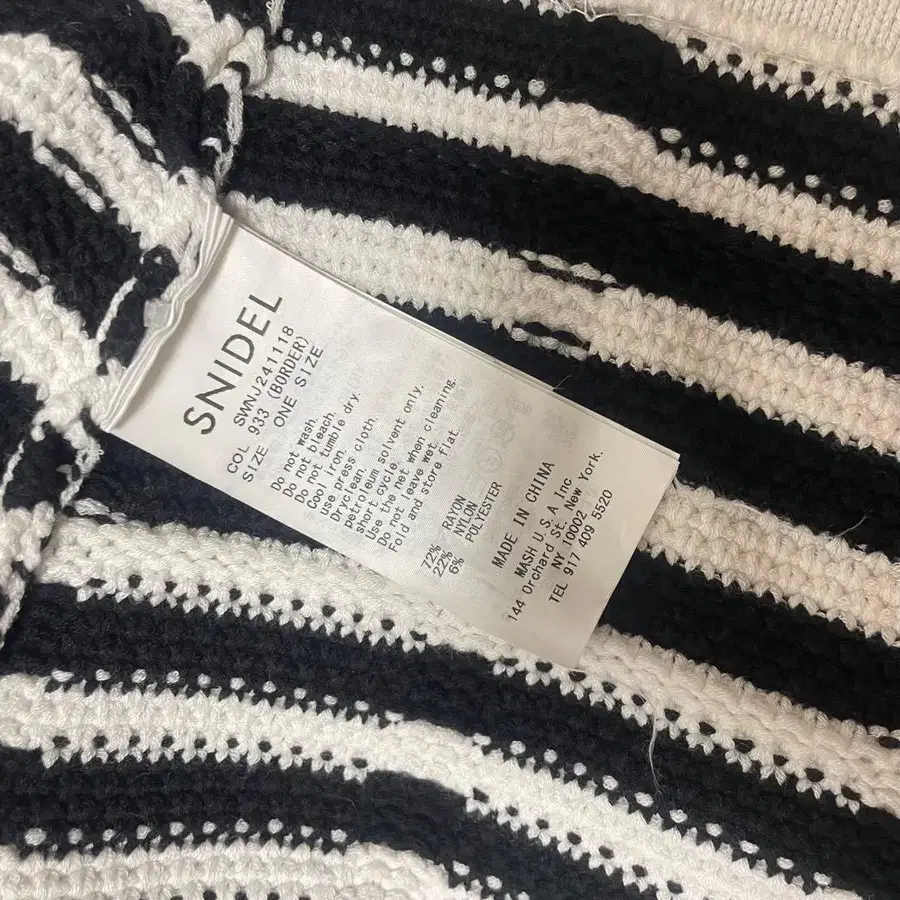 SNIDEL
SWNJ241118
COL 933 (BORDER)
SIZE ONE SIZE
Do not wash.
Do not bleach.
Do not tumble dry.
Cool iron.
use press cloth.
Dryclean.
petroleum solvent only.
short cycle.
Use the net when cleaning.
Do not leave wet.
Fold and store flat.
72% RAYON
22% NYLON
6% POLYESTER
MADE IN CHINA
MASH U.S.A Inc
144 Orchard St. New York.
NY 10002
TEL 917 409 5520